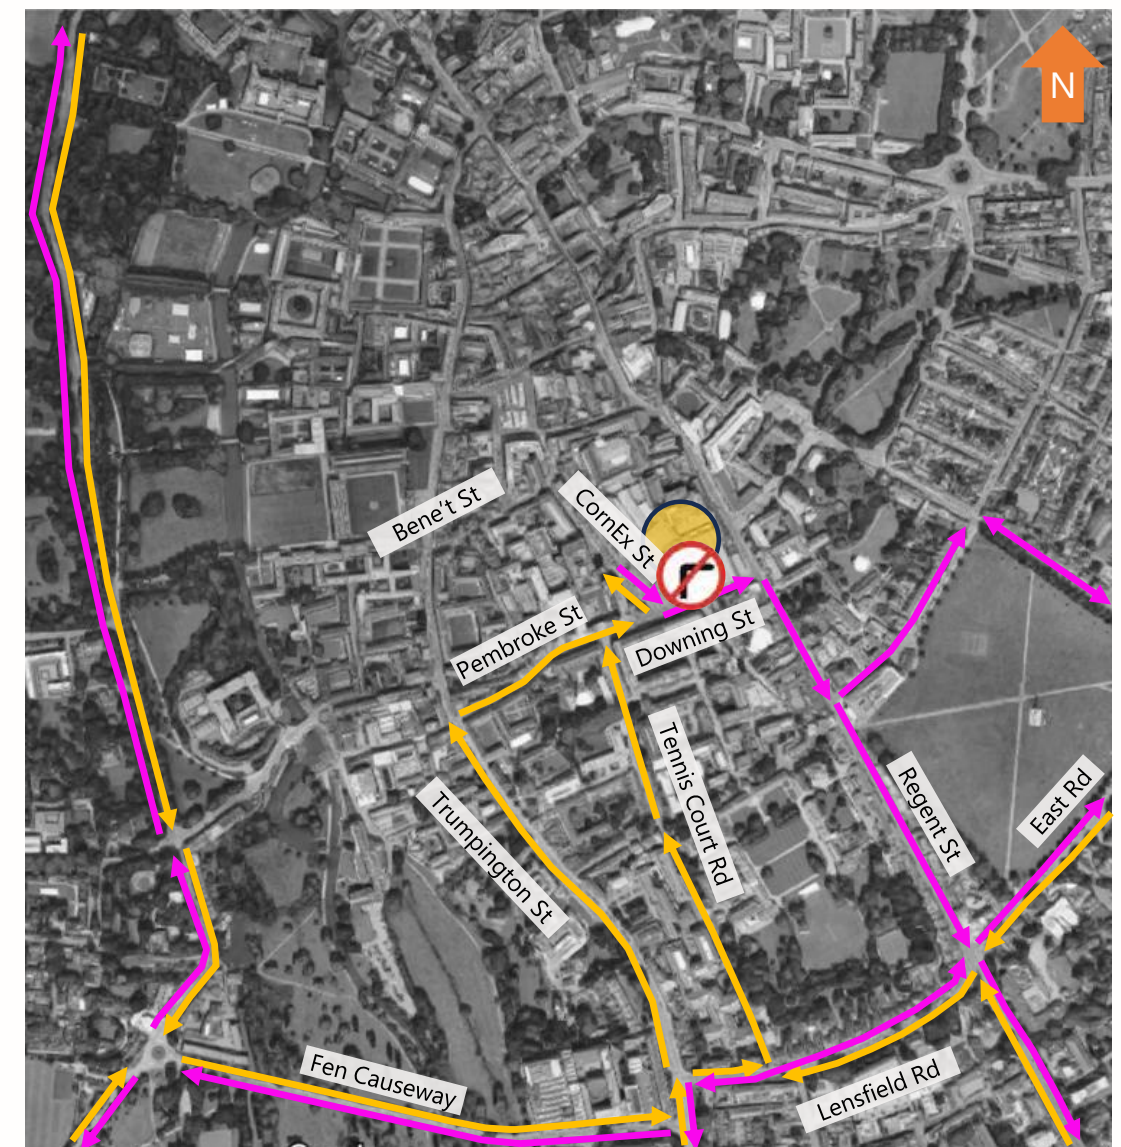 N
Bene't St
CornEx St
Pembroke St
Downing St
Tennis Court Rd
Trumpington St
Regent St
East Rd
Fen Causeway
Lensfield Rd